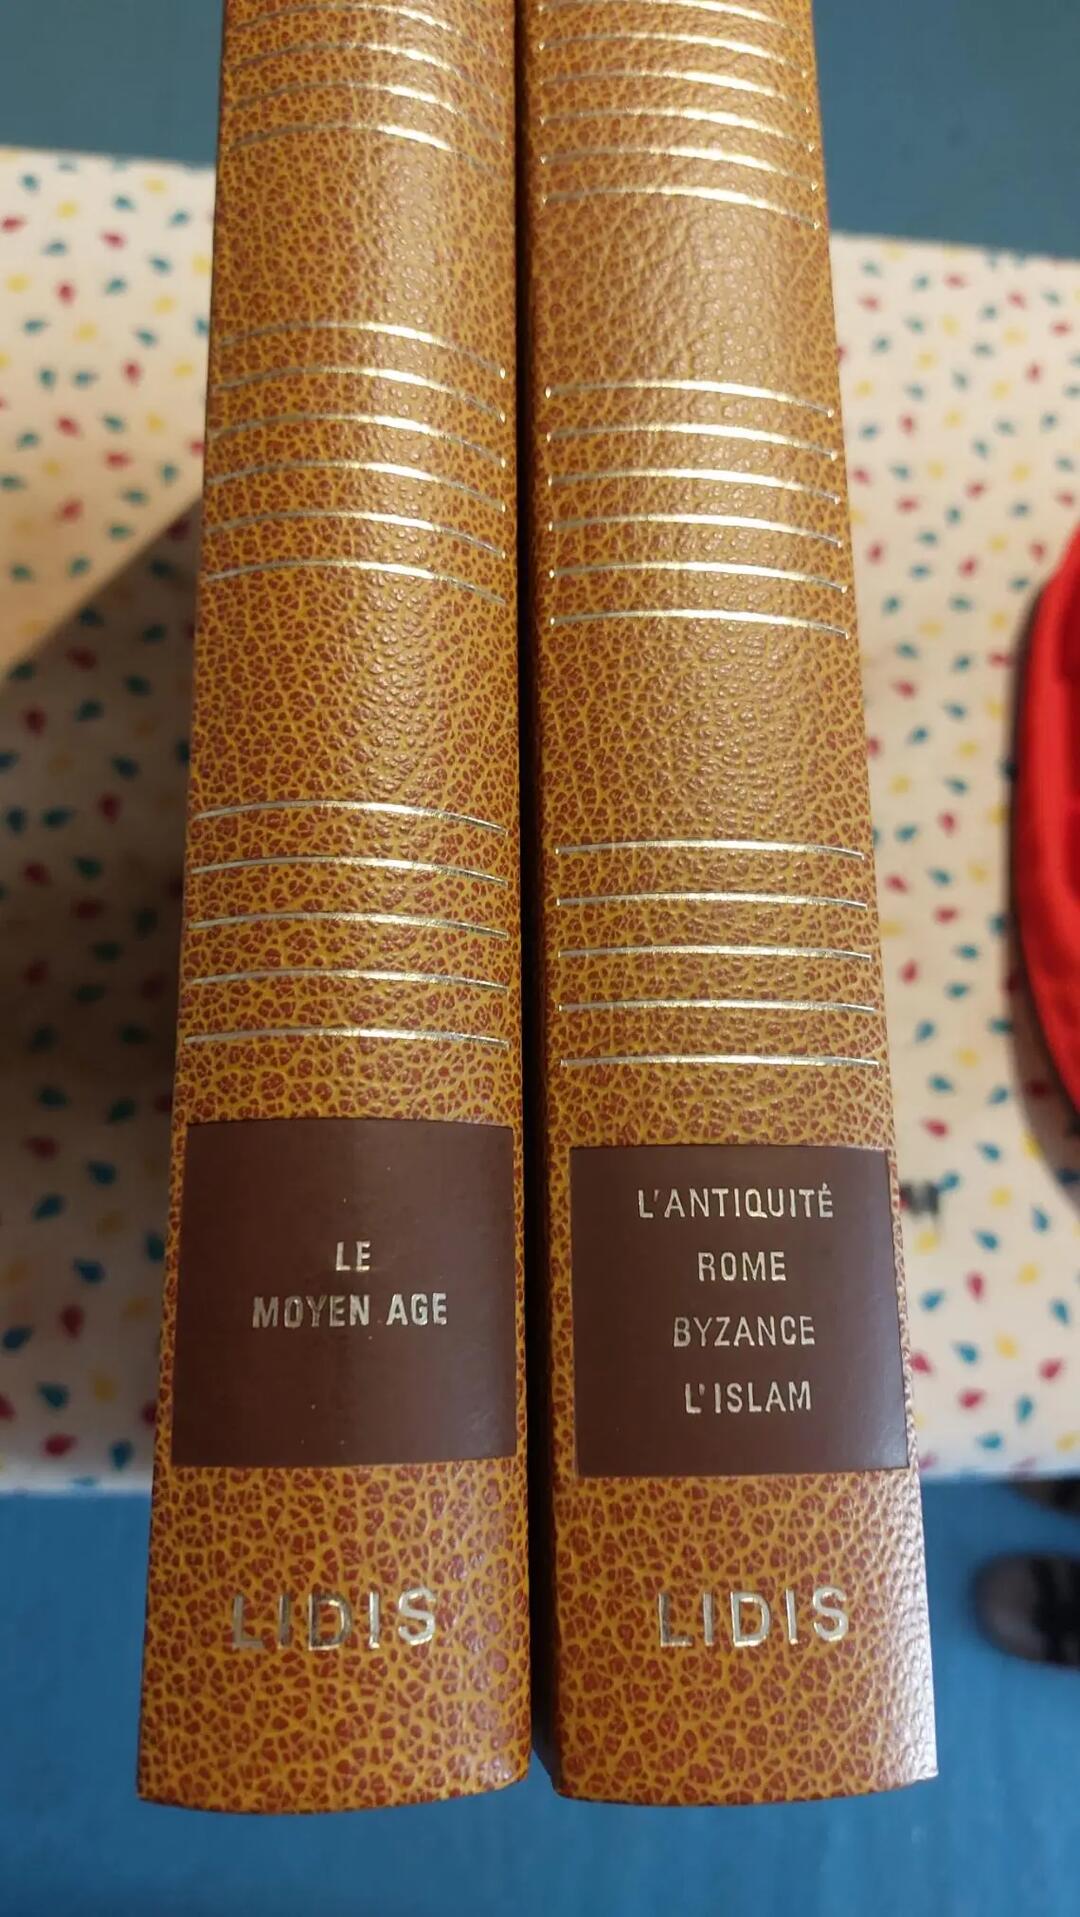 LE
MOYEN AGE
LIDIS
L'ANTIQUITÉ
ROME
BYZANCE
L'ISLAM
LIDIS